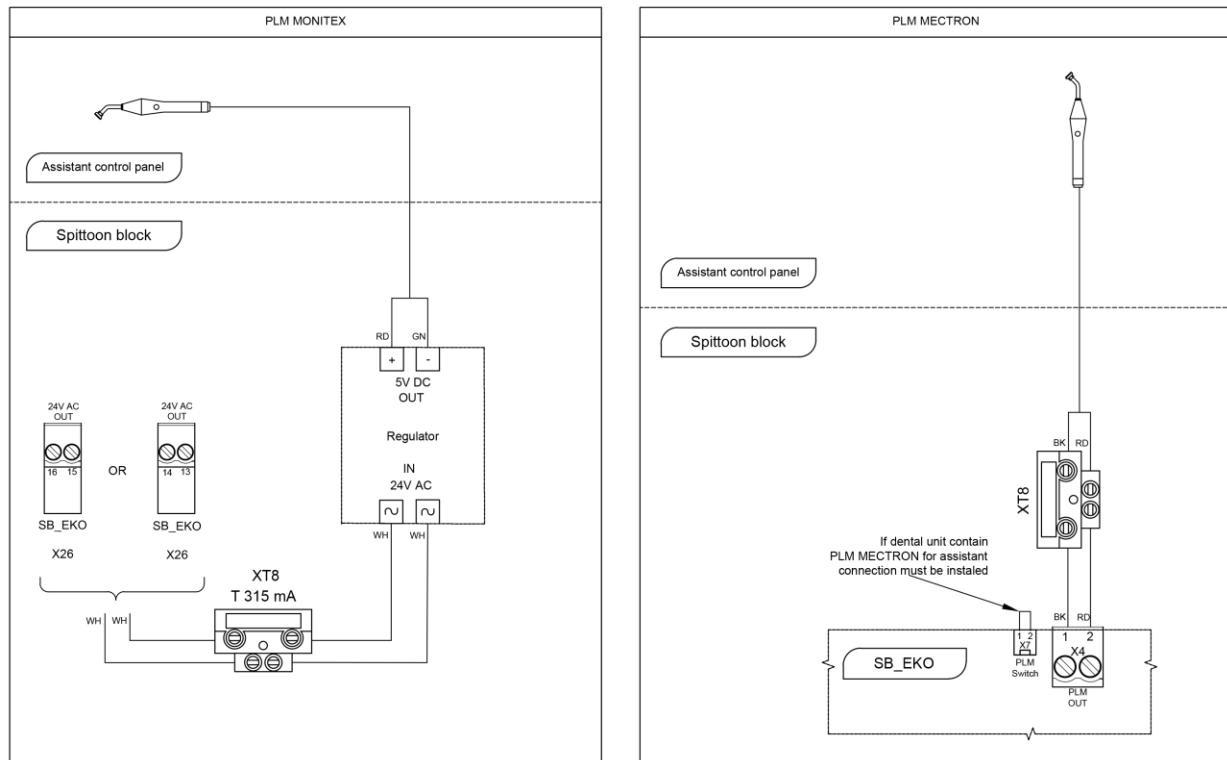 PLM MONITEX
Assistant control panel
Spittoon block
RD GN
+ -
5V DC
OUT
Regulator
IN
24V AC
WH WH
24V AC
OUT
16 15
SB_EKO
X26
OR
24V AC
OUT
14 13
SB_EKO
X26
WH WH
XT8
T 315 mA
PLM MECTRON
Assistant control panel
Spittoon block
BK RD
XT8
If dental unit contain
PLM MECTRON for assistant
connection must be instaled
BK RD
1 2
X7
PLM
Switch
1 2
X4
PLM
OUT
SB_EKO